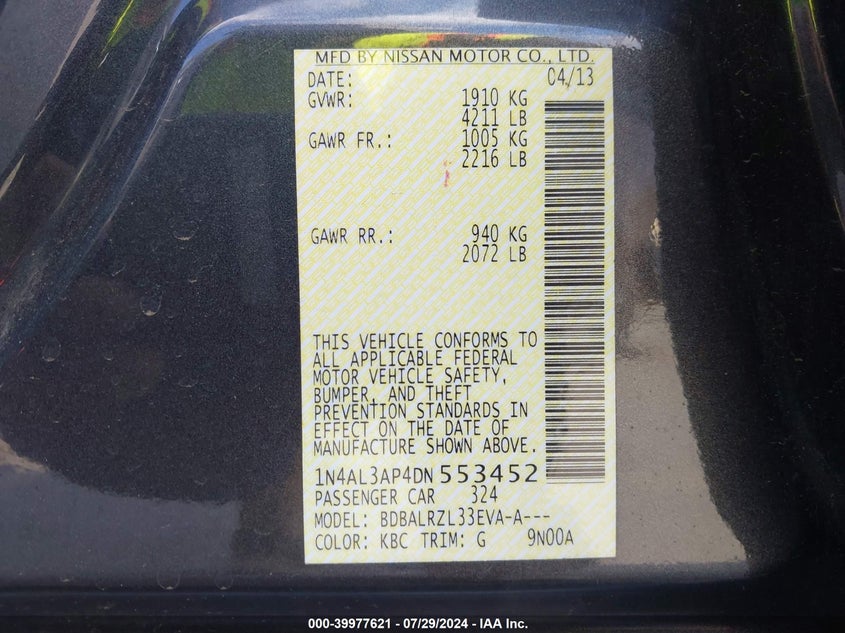 MFD BY NISSAN MOTOR CO., LTD.
DATE: 04/13
GVWR: 1910 KG
4211 LB
GAWR FR.: 1005 KG
2216 LB
GAWR RR.: 940 KG
2072 LB
THIS VEHICLE CONFORMS TO
ALL APPLICABLE FEDERAL
MOTOR VEHICLE SAFETY,
BUMPER, AND THEFT
PREVENTION STANDARDS IN
EFFECT ON THE DATE OF
MANUFACTURE SHOWN ABOVE.
1N4AL3AP4DN553452
PASSENGER CAR 324
MODEL: BDBALRZL33EVA-A---
COLOR: KBC TRIM: G 9N00A
000-39977621 - 07/29/2024 - IAA Inc.